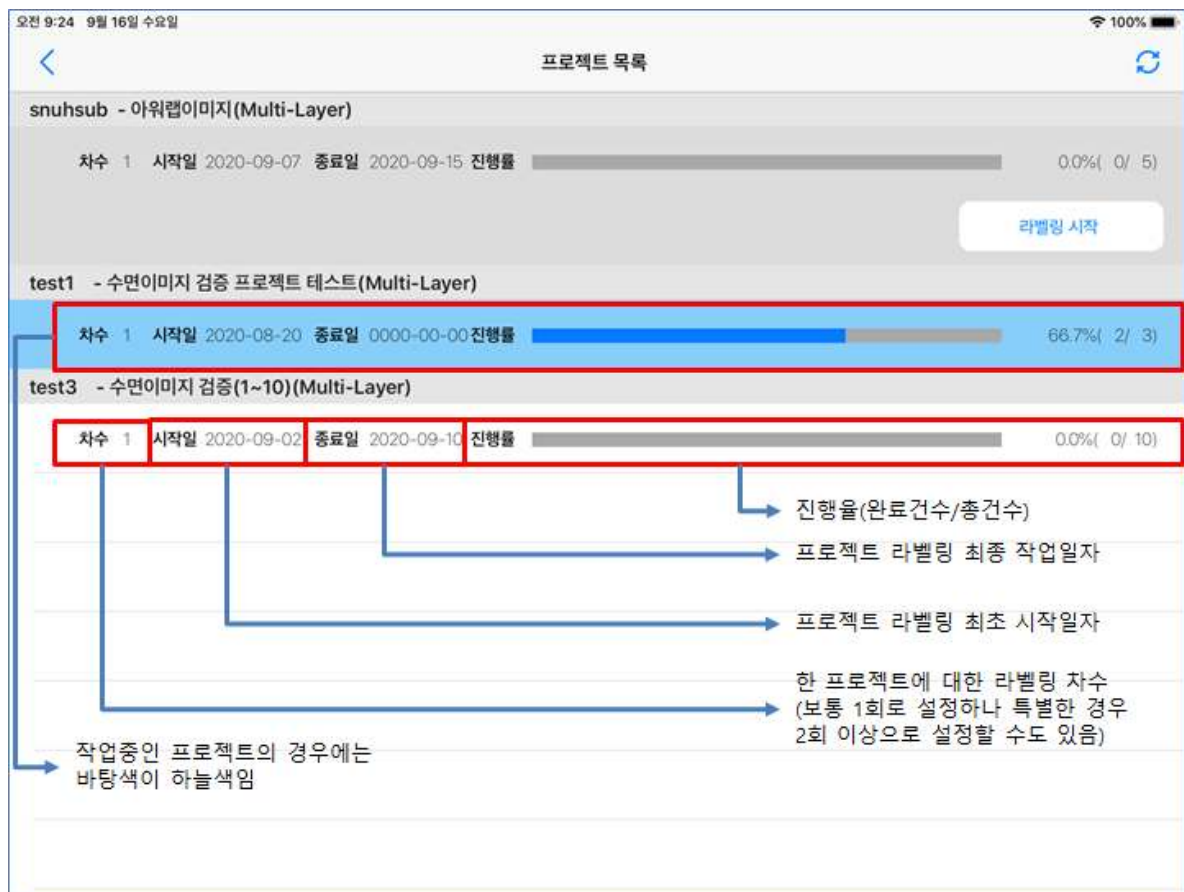 오전 9:24 9월 16일 수요일 100%
프로젝트 목록
snuhsub - 아워랩이미지(Multi-Layer)
차수 1 시작일 2020-09-07 종료일 2020-09-15 진행률 0.0%( 0/ 5)
라벨링 시작
test1 - 수면이미지 검증 프로젝트 테스트(Multi-Layer)
차수 1 시작일 2020-08-20 종료일 0000-00-00 진행률 66.7%( 2/ 3)
test3 - 수면이미지 검증(1~10)(Multi-Layer)
차수 1 시작일 2020-09-02 종료일 2020-09-10 진행률 0.0%( 0/ 10)
진행율(완료건수/총건수)
프로젝트 라벨링 최종 작업일자
프로젝트 라벨링 최초 시작일자
한 프로젝트에 대한 라벨링 차수
(보통 1회로 설정하나 특별한 경우
2회 이상으로 설정할 수도 있음)
작업중인 프로젝트의 경우에는
바탕색이 하늘색임